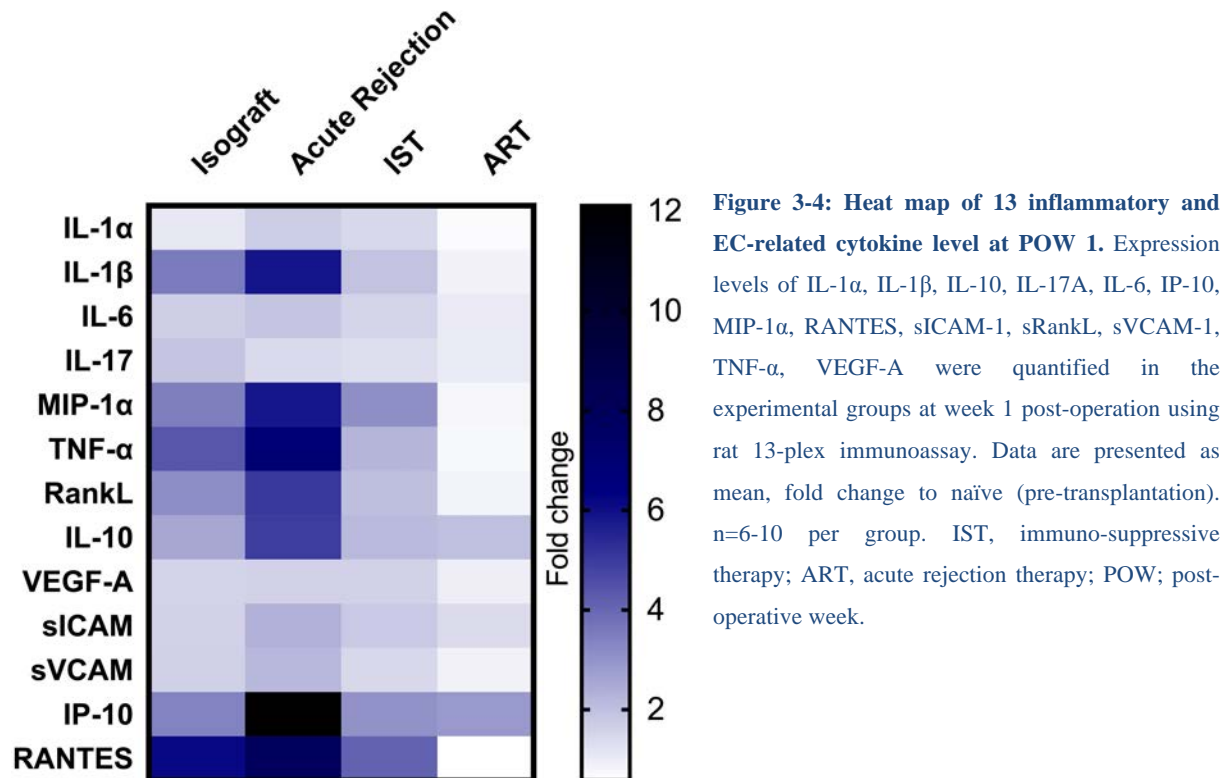 Isograft
Acute Rejection
IST
ART
IL-1α
IL-1β
IL-6
IL-17
MIP-1α
TNF-α
RankL
IL-10
VEGF-A
sICAM
sVCAM
IP-10
RANTES
Fold change
12
10
8
6
4
2
Figure 3-4: Heat map of 13 inflammatory and
EC-related cytokine level at POW 1. Expression
levels of IL-1α, IL-1β, IL-10, IL-17A, IL-6, IP-10,
MIP-1α, RANTES, sICAM-1, sRankL, sVCAM-1,
TNF-α, VEGF-A were quantified in the
experimental groups at week 1 post-operation using
rat 13-plex immunoassay. Data are presented as
mean, fold change to naïve (pre-transplantation).
n=6-10 per group. IST, immuno-suppressive
therapy; ART, acute rejection therapy; POW; post-
operative week.